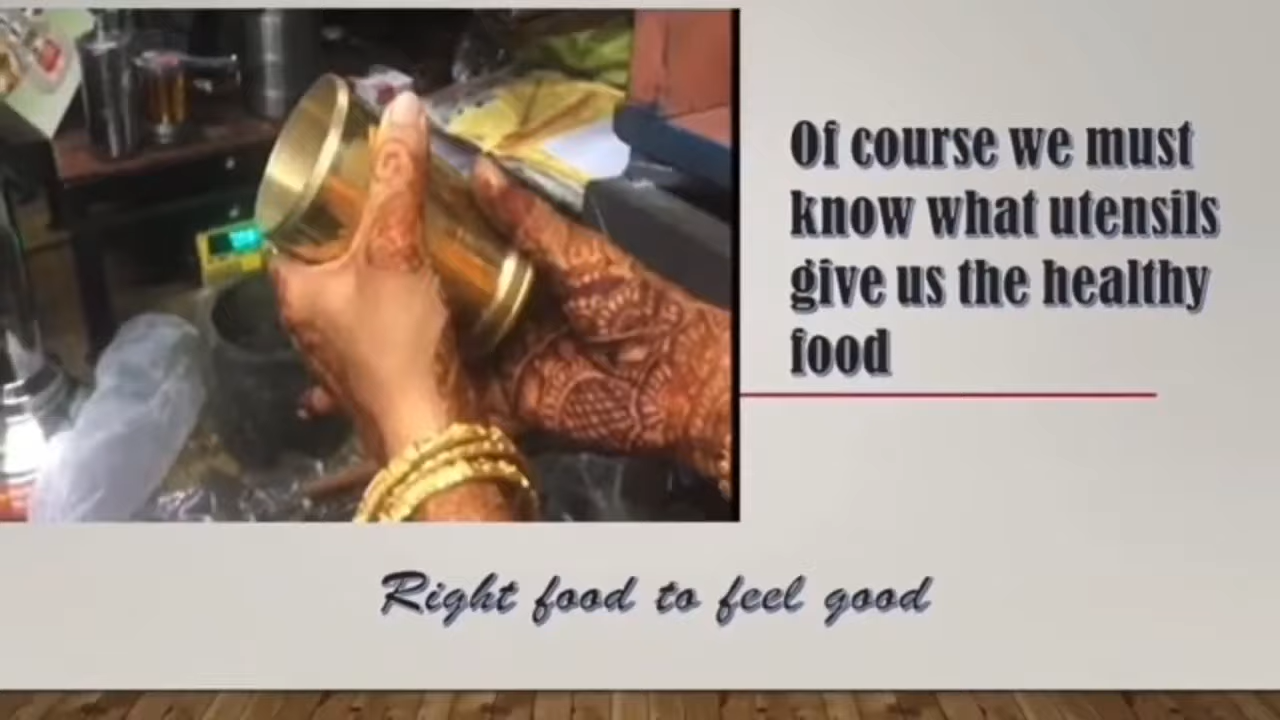 Of course we must
know what utensils
give us the healthy
food
Right food to feel good